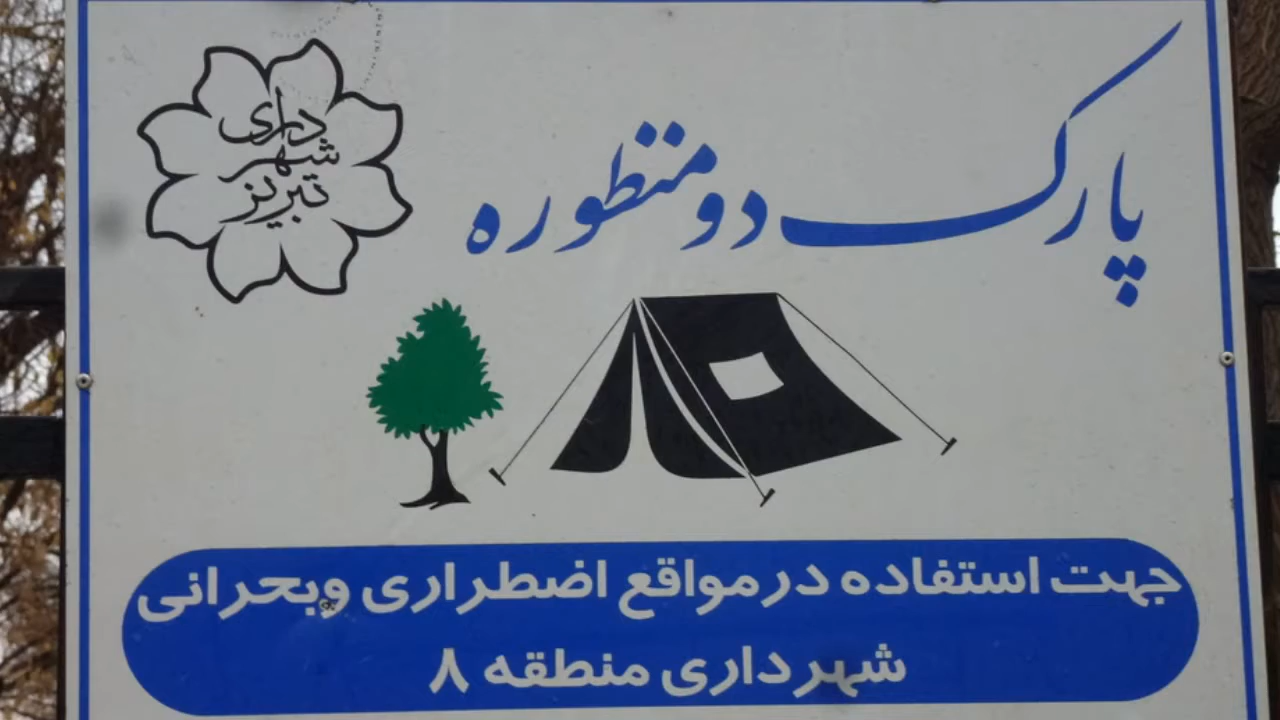 پارک دومنظوره
شهرداری
تبریز
جهت استفاده در مواقع اضطراری وبحرانی
شهرداری منطقه ۸